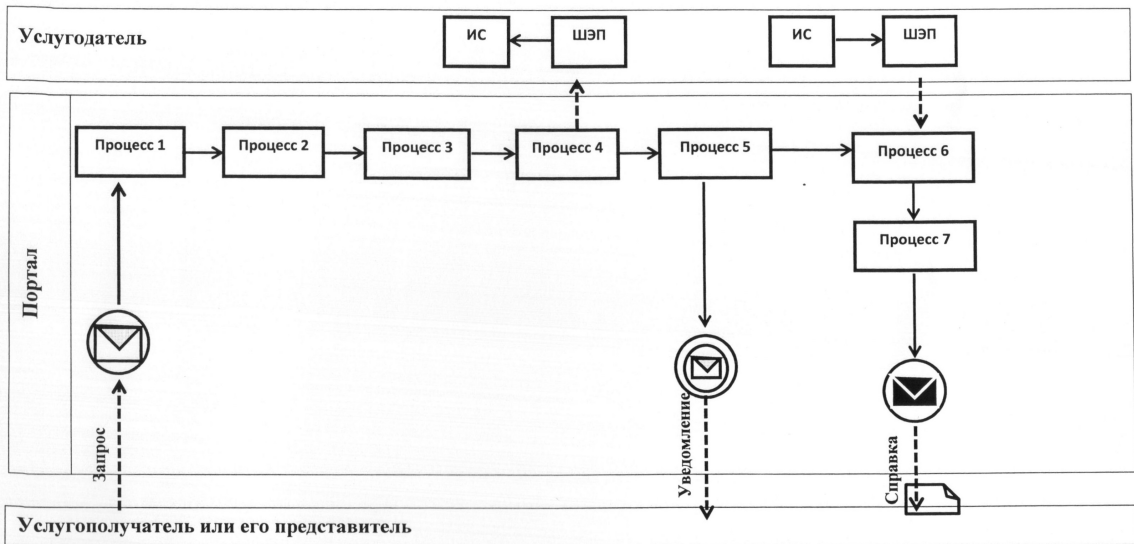 Услугодатель
ИС
ШЭП
ИС
ШЭП
Портал
Процесс 1
Процесс 2
Процесс 3
Процесс 4
Процесс 5
Процесс 6
Процесс 7
Запрос
Уведомление
Справка
Услугополучатель или его представитель